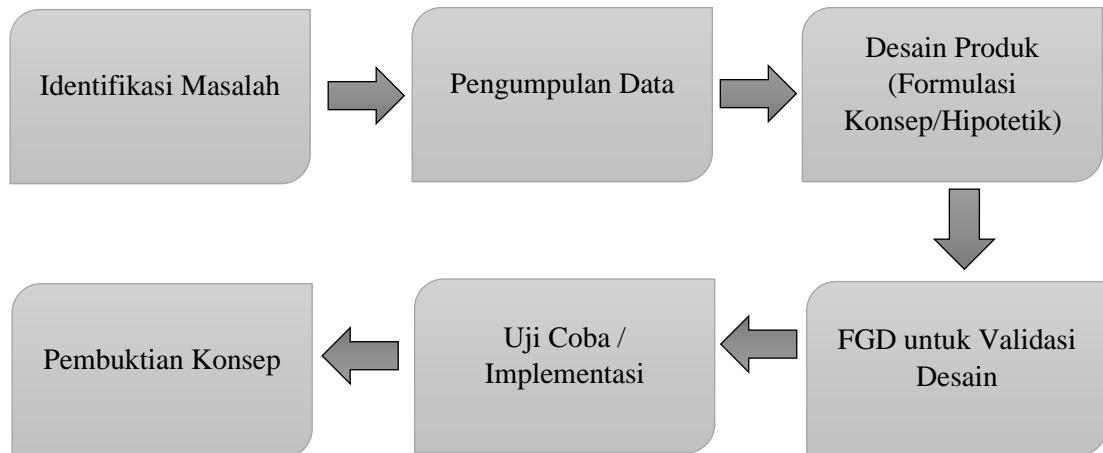 Identifikasi Masalah
Pengumpulan Data
Desain Produk
(Formulasi
Konsep/Hipotetik)
FGD untuk Validasi
Desain
Uji Coba /
Implementasi
Pembuktian Konsep